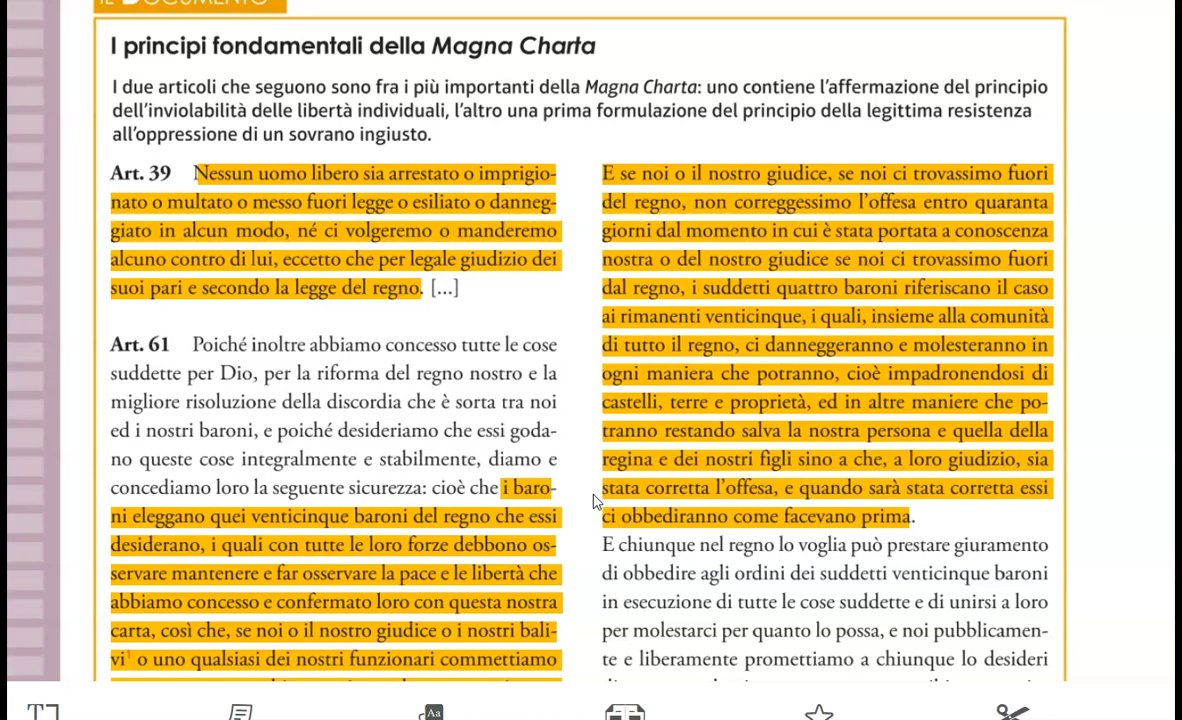 IL DOCUMENTO
I principi fondamentali della Magna Charta
I due articoli che seguono sono fra i più importanti della Magna Charta: uno contiene l'affermazione del principio
dell'inviolabilità delle libertà individuali, l'altro una prima formulazione del principio della legittima resistenza
all'oppressione di un sovrano ingiusto.
Art. 39 Nessun uomo libero sia arrestato o imprigio-
nato o multato o messo fuori legge o esiliato o danneg-
giato in alcun modo, né ci volgeremo o manderemo
alcuno contro di lui, eccetto che per legale giudizio dei
suoi pari e secondo la legge del regno. [...]
Art. 61 Poiché inoltre abbiamo concesso tutte le cose
suddette per Dio, per la riforma del regno nostro e la
migliore risoluzione della discordia che è sorta tra noi
ed i nostri baroni, e poiché desideriamo che essi goda-
no queste cose integralmente e stabilmente, diamo e
concediamo loro la seguente sicurezza: cioè che i baro-
ni eleggano quei venticinque baroni del regno che essi
desiderano, i quali con tutte le loro forze debbono os-
servare mantenere e far osservare la pace e le libertà che
abbiamo concesso e confermato loro con questa nostra
carta, così che, se noi o il nostro giudice o i nostri bali-
vi¹ o uno qualsiasi dei nostri funzionari commettiamo
E se noi o il nostro giudice, se noi ci trovassimo fuori
del regno, non correggessimo l'offesa entro quaranta
giorni dal momento in cui è stata portata a conoscenza
nostra o del nostro giudice se noi ci trovassimo fuori
dal regno, i suddetti quattro baroni riferiscano il caso
ai rimanenti venticinque, i quali, insieme alla comunità
di tutto il regno, ci danneggeranno e molesteranno in
ogni maniera che potranno, cioè impadronendosi di
castelli, terre e proprietà, ed in altre maniere che po-
tranno restando salva la nostra persona e quella della
regina e dei nostri figli sino a che, a loro giudizio, sia
stata corretta l'offesa, e quando sarà stata corretta essi
ci obbediranno come facevano prima.
E chiunque nel regno lo voglia può prestare giuramento
di obbedire agli ordini dei suddetti venticinque baroni
in esecuzione di tutte le cose suddette e di unirsi a loro
per molestarci per quanto lo possa, e noi pubblicamen-
te e liberamente promettiamo a chiunque lo desideri
Aa